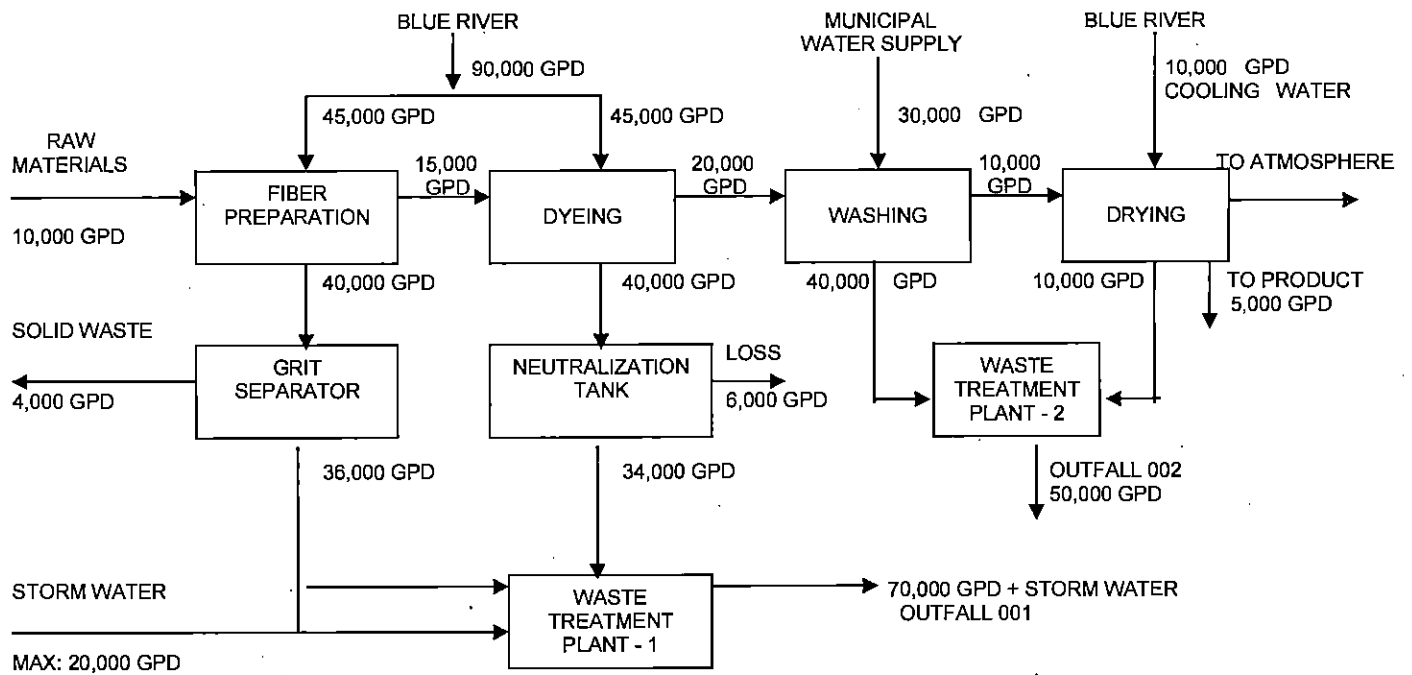 BLUE RIVER
90,000 GPD
MUNICIPAL
WATER SUPPLY
BLUE RIVER
10,000 GPD
COOLING WATER
45,000 GPD
45,000 GPD
30,000 GPD
RAW
MATERIALS
10,000 GPD
15,000
GPD
20,000
GPD
10,000
GPD
TO ATMOSPHERE
FIBER
PREPARATION
DYEING
WASHING
DRYING
40,000 GPD
40,000 GPD
40,000 GPD
10,000 GPD
TO PRODUCT
5,000 GPD
SOLID WASTE
4,000 GPD
GRIT
SEPARATOR
NEUTRALIZATION
TANK
LOSS
6,000 GPD
WASTE
TREATMENT
PLANT - 2
36,000 GPD
34,000 GPD
OUTFALL 002
50,000 GPD
STORM WATER
MAX: 20,000 GPD
WASTE
TREATMENT
PLANT - 1
70,000 GPD + STORM WATER
OUTFALL 001